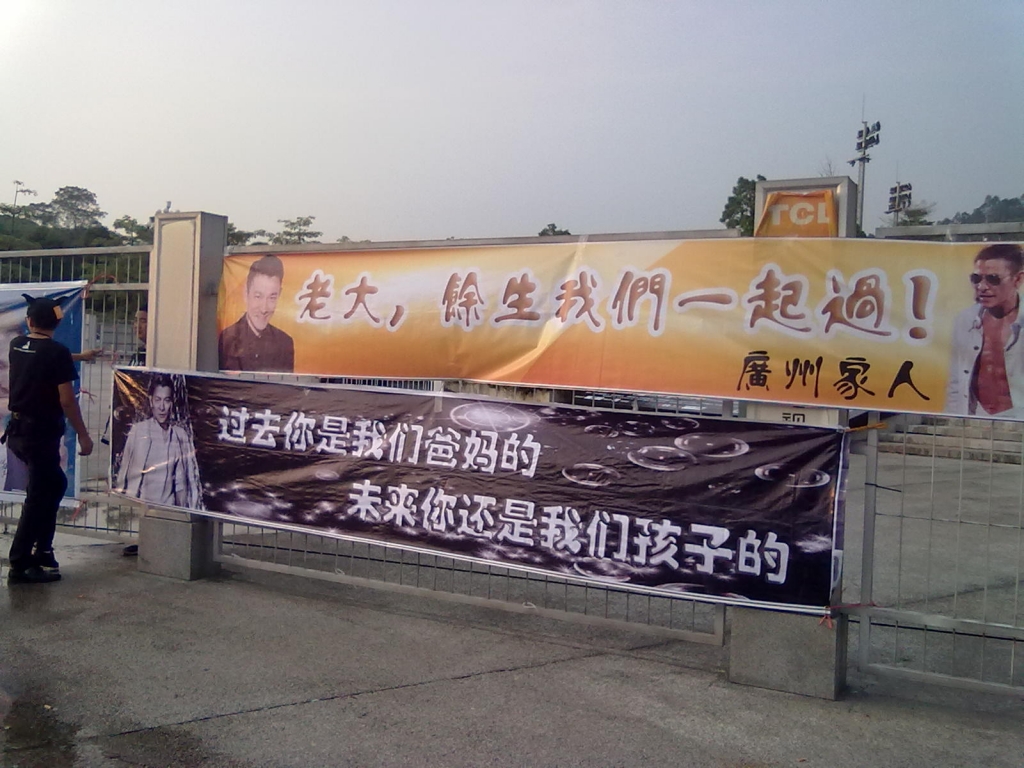 TCL
老大，餘生我們一起過！
廣州家人
过去你是我们爸妈的
未来你还是我们孩子的